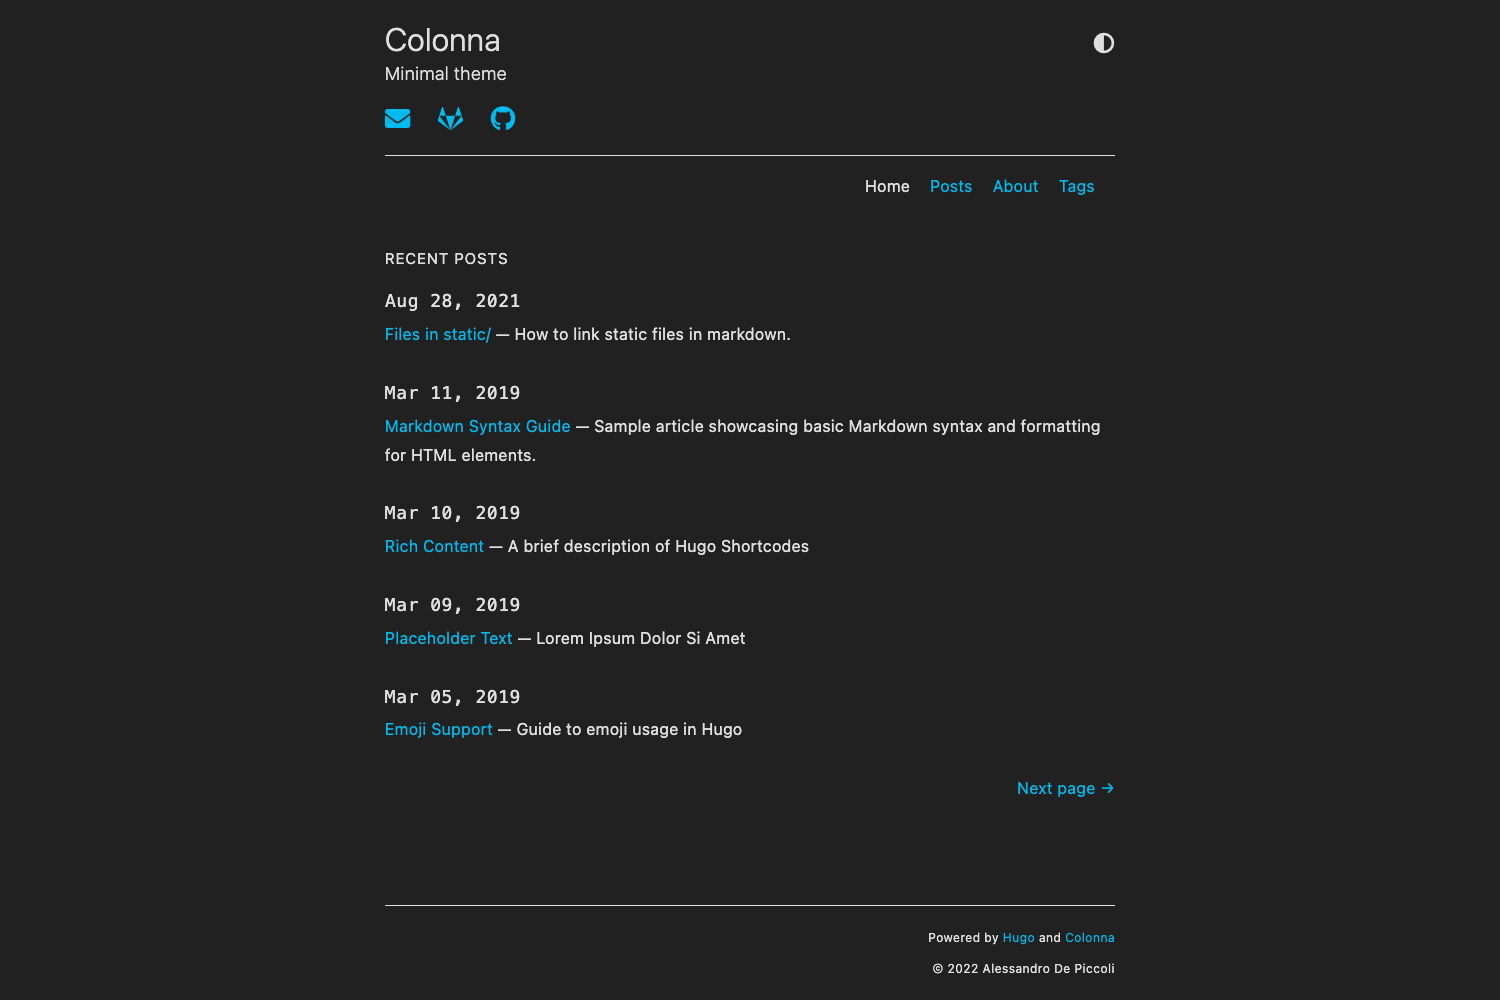 Colonna
Minimal theme
Home Posts About Tags
RECENT POSTS
Aug 28, 2021
Files in static/ — How to link static files in markdown.
Mar 11, 2019
Markdown Syntax Guide — Sample article showcasing basic Markdown syntax and formatting
for HTML elements.
Mar 10, 2019
Rich Content — A brief description of Hugo Shortcodes
Mar 09, 2019
Placeholder Text — Lorem Ipsum Dolor Si Amet
Mar 05, 2019
Emoji Support — Guide to emoji usage in Hugo
Next page →
Powered by Hugo and Colonna
© 2022 Alessandro De Piccoli